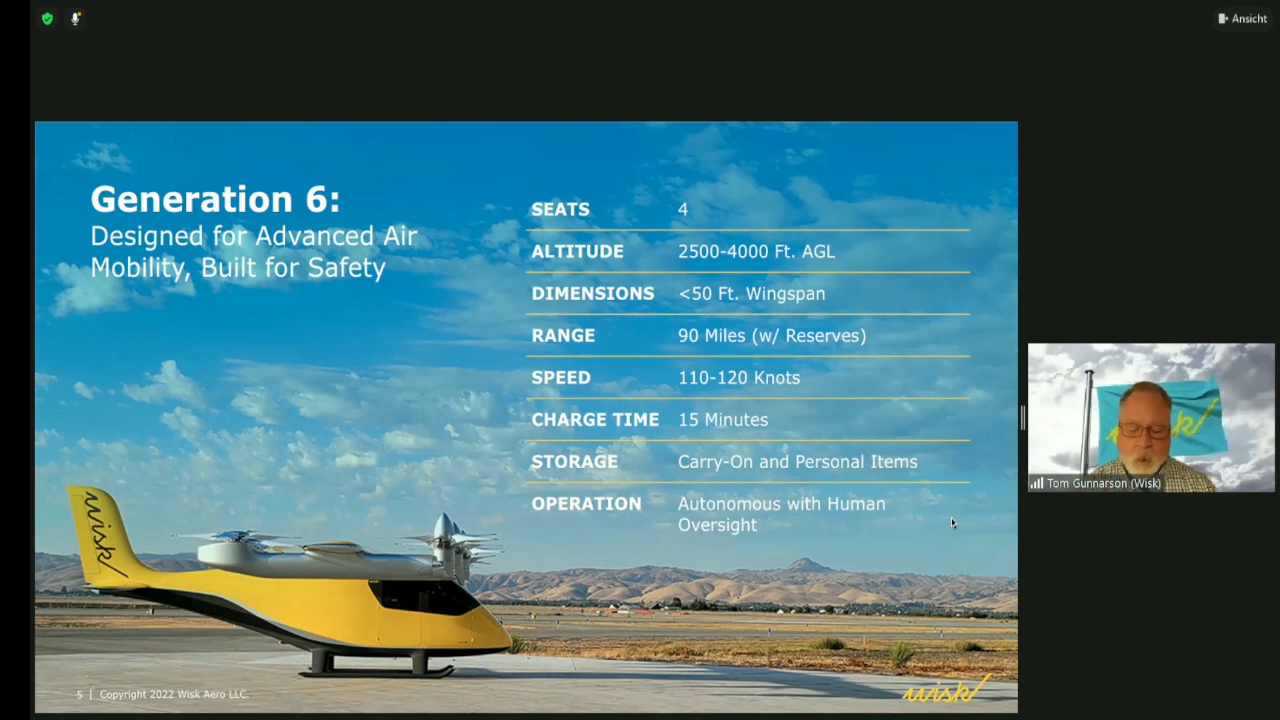 Ansicht
Generation 6:
Designed for Advanced Air
Mobility, Built for Safety
SEATS 4
ALTITUDE 2500-4000 Ft. AGL
DIMENSIONS <50 Ft. Wingspan
RANGE 90 Miles (w/ Reserves)
SPEED 110-120 Knots
CHARGE TIME 15 Minutes
STORAGE Carry-On and Personal Items
OPERATION Autonomous with Human
Oversight
wisk
wisk
Tom Gunnarson (Wisk)
5 | Copyright 2022 Wisk Aero LLC.
wisk